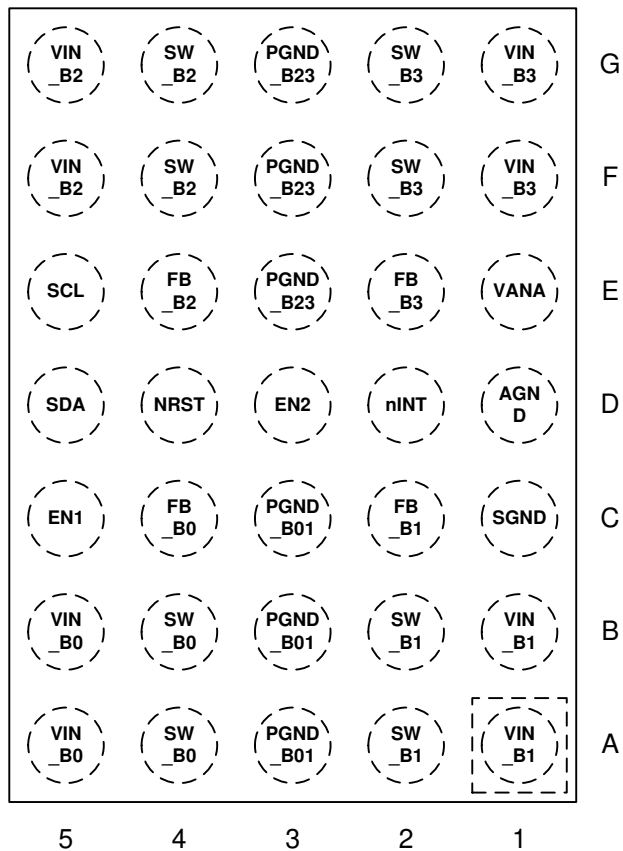 VIN _B2 SW _B2 PGND _B23 SW _B3 VIN _B3 G
VIN _B2 SW _B2 PGND _B23 SW _B3 VIN _B3 F
SCL FB _B2 PGND _B23 FB _B3 VANA E
SDA NRST EN2 nINT AGN D D
EN1 FB _B0 PGND _B01 FB _B1 SGND C
VIN _B0 SW _B0 PGND _B01 SW _B1 VIN _B1 B
VIN _B0 SW _B0 PGND _B01 SW _B1 VIN _B1 A
5 4 3 2 1